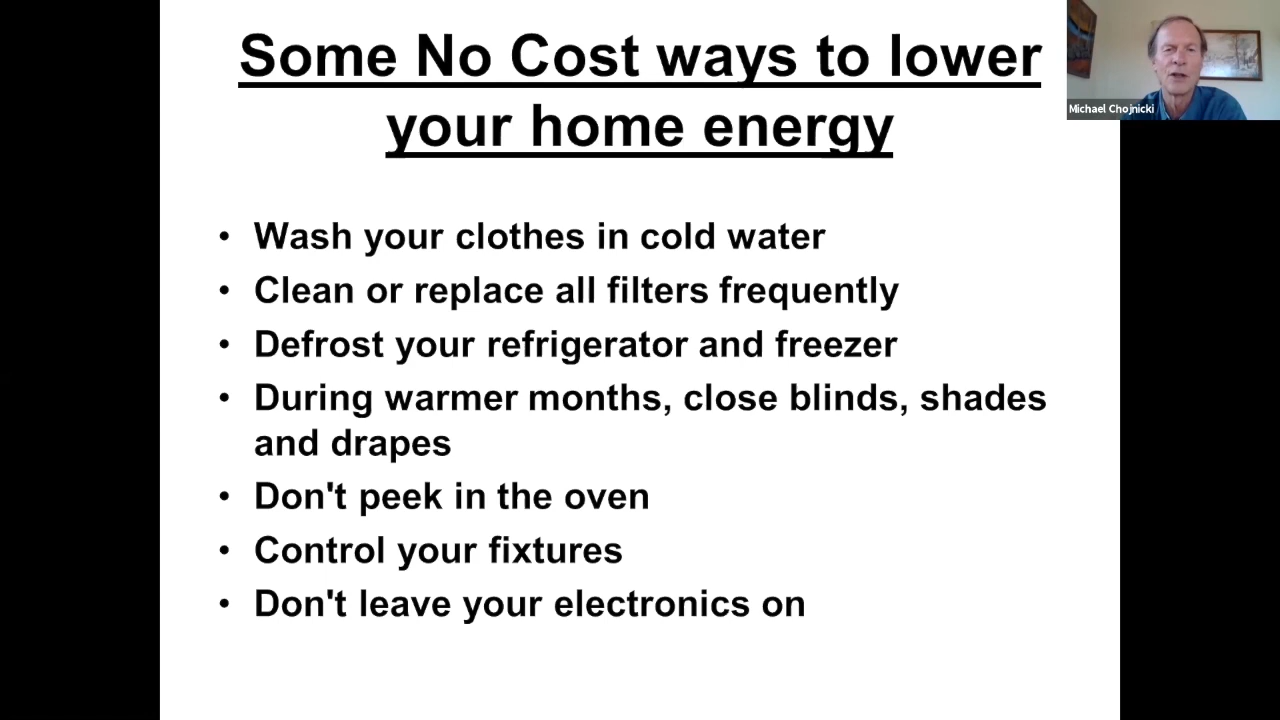 Some No Cost ways to lower
your home energy
Michael Chojnicki
• Wash your clothes in cold water
• Clean or replace all filters frequently
• Defrost your refrigerator and freezer
• During warmer months, close blinds, shades
and drapes
• Don't peek in the oven
• Control your fixtures
• Don't leave your electronics on